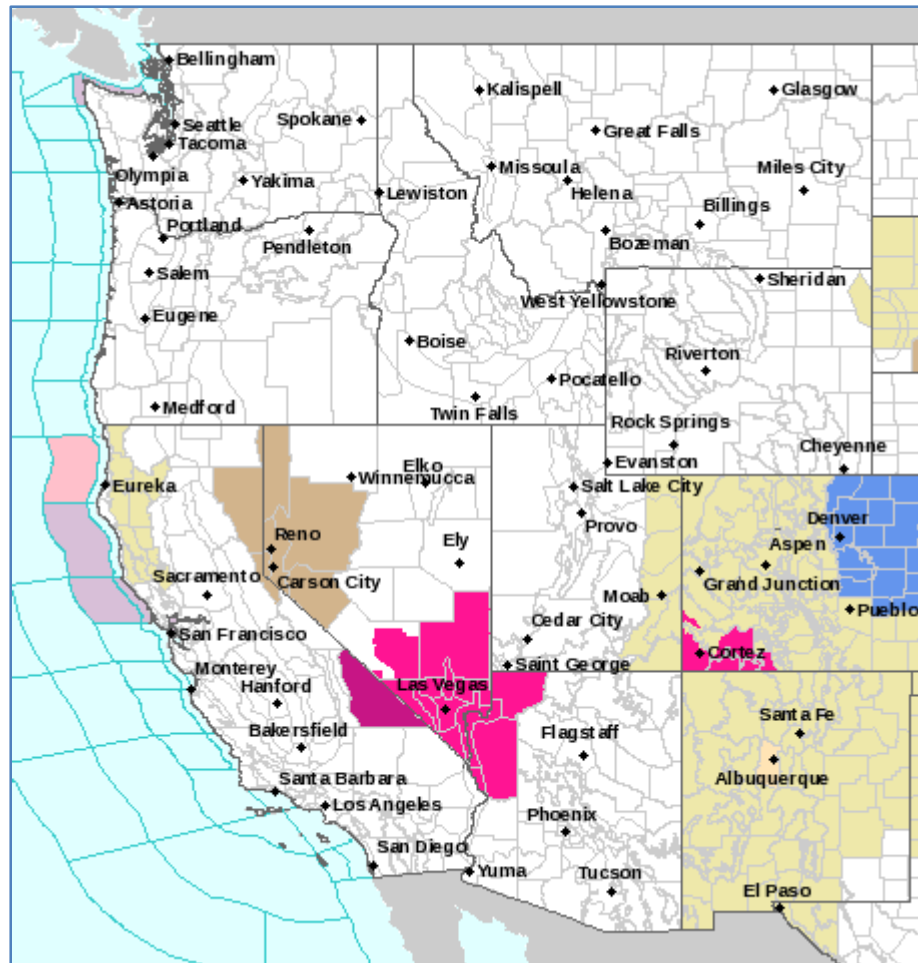 Bellingham
Kalispell
Glasgow
Seattle
Spokane
Great Falls
Tacoma
Olympia
Missoula
Miles City
Yakima
Helena
Lewiston
Astoria
Billings
Portland
Pendleton
Bozeman
Salem
Sheridan
West Yellowstone
Eugene
Boise
Riverton
Pocatello
Medford
Twin Falls
Rock Springs
Cheyenne
Elko
Evanston
Winnemucca
Eureka
Salt Lake City
Denver
Provo
Reno
Ely
Aspen
Sacramento
Carson City
Grand Junction
Moab
Pueblo
Cedar City
San Francisco
Cortez
Saint George
Monterey
Hanford
Las Vegas
Santa Fe
Bakersfield
Flagstaff
Albuquerque
Santa Barbara
Los Angeles
Phoenix
San Diego
Yuma
Tucson
El Paso